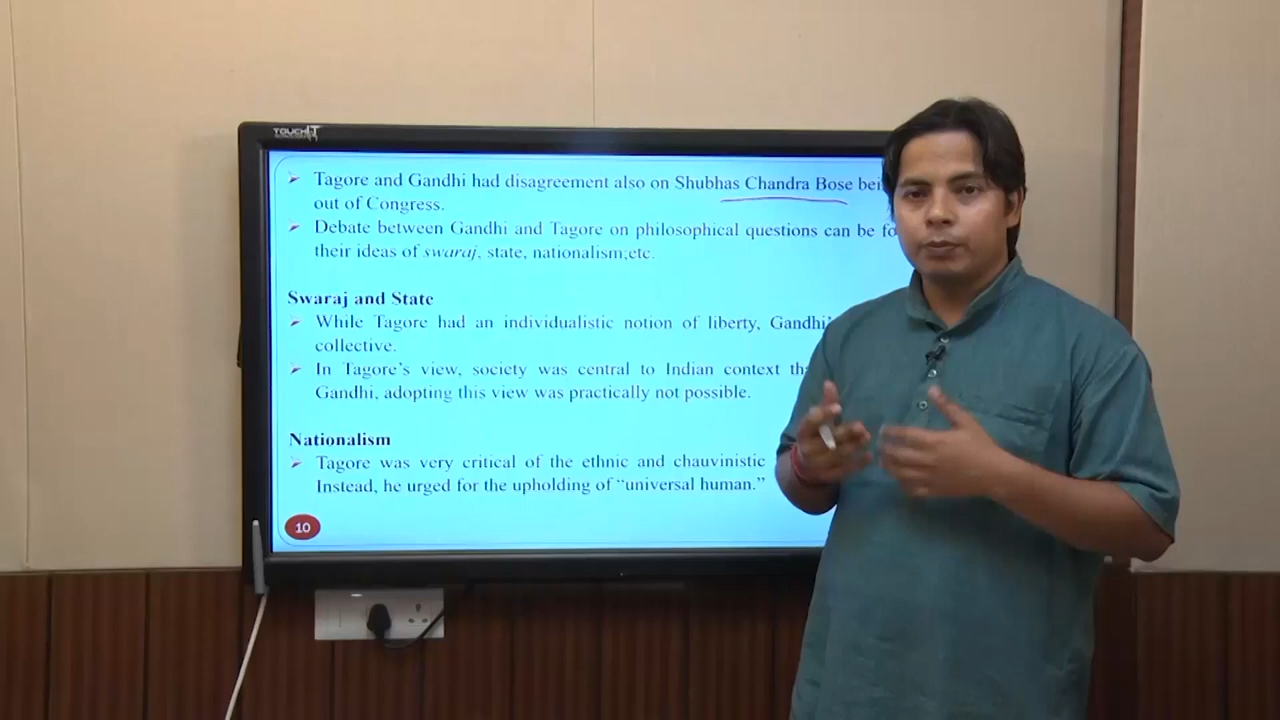 TOUCHIT
Tagore and Gandhi had disagreement also on Shubhas Chandra Bose
out of Congress.
Debate between Gandhi and Tagore on philosophical questions can be
their ideas of swaraj, state, nationalism;etc.
Swaraj and State
While Tagore had an individualistic notion of liberty, Gandhi's
collective.
In Tagore's view, society was central to Indian context
Gandhi, adopting this view was practically not possible.
Nationalism
Tagore was very critical of the ethnic and chauvinistic
Instead, he urged for the upholding of “universal human.”
10